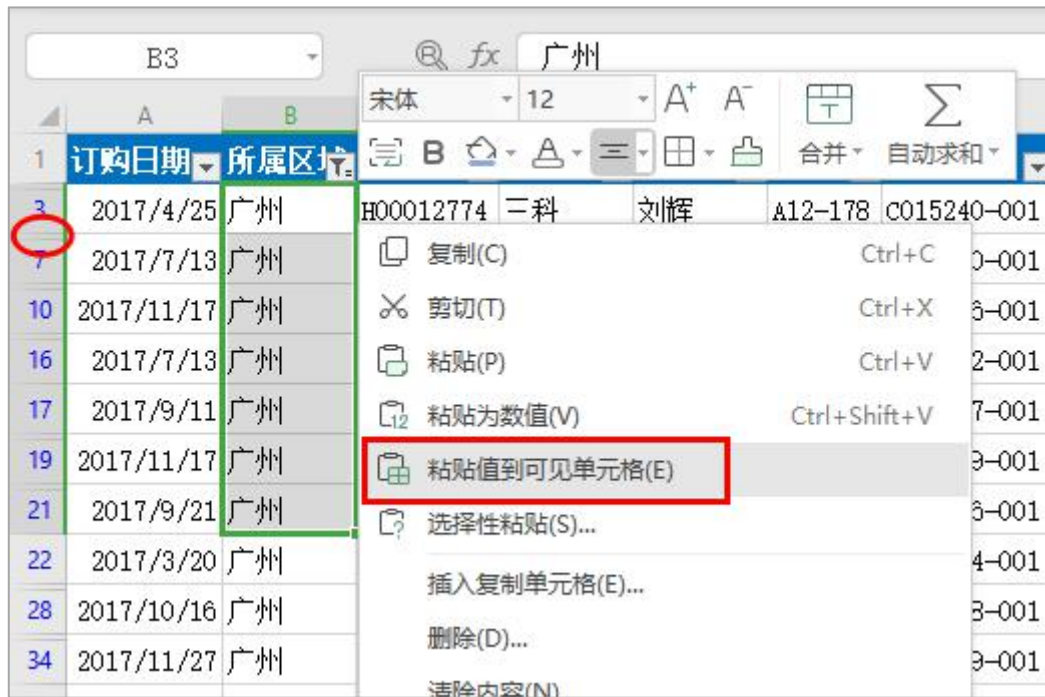 B3 fx 广州
宋体 12 A+ A-
A B
B A 合并 自动求和
1 订购日期 所属区
3 2017/4/25 广州 H00012774 三科 刘辉 A12-178 C015240-001
7 2017/7/13 广州 复制(C) Ctrl+C 0-001
10 2017/11/17 广州 剪切(T) Ctrl+X 6-001
16 2017/7/13 广州 粘贴(P) Ctrl+V 2-001
17 2017/9/11 广州 粘贴为数值(V) Ctrl+Shift+V 7-001
19 2017/11/17 广州 粘贴值到可见单元格(E) 9-001
21 2017/9/21 广州 选择性粘贴(S)... 6-001
22 2017/3/20 广州 4-001
插入复制单元格(E)...
28 2017/10/16 广州 8-001
删除(D)...
34 2017/11/27 广州 9-001
清除内容(N)